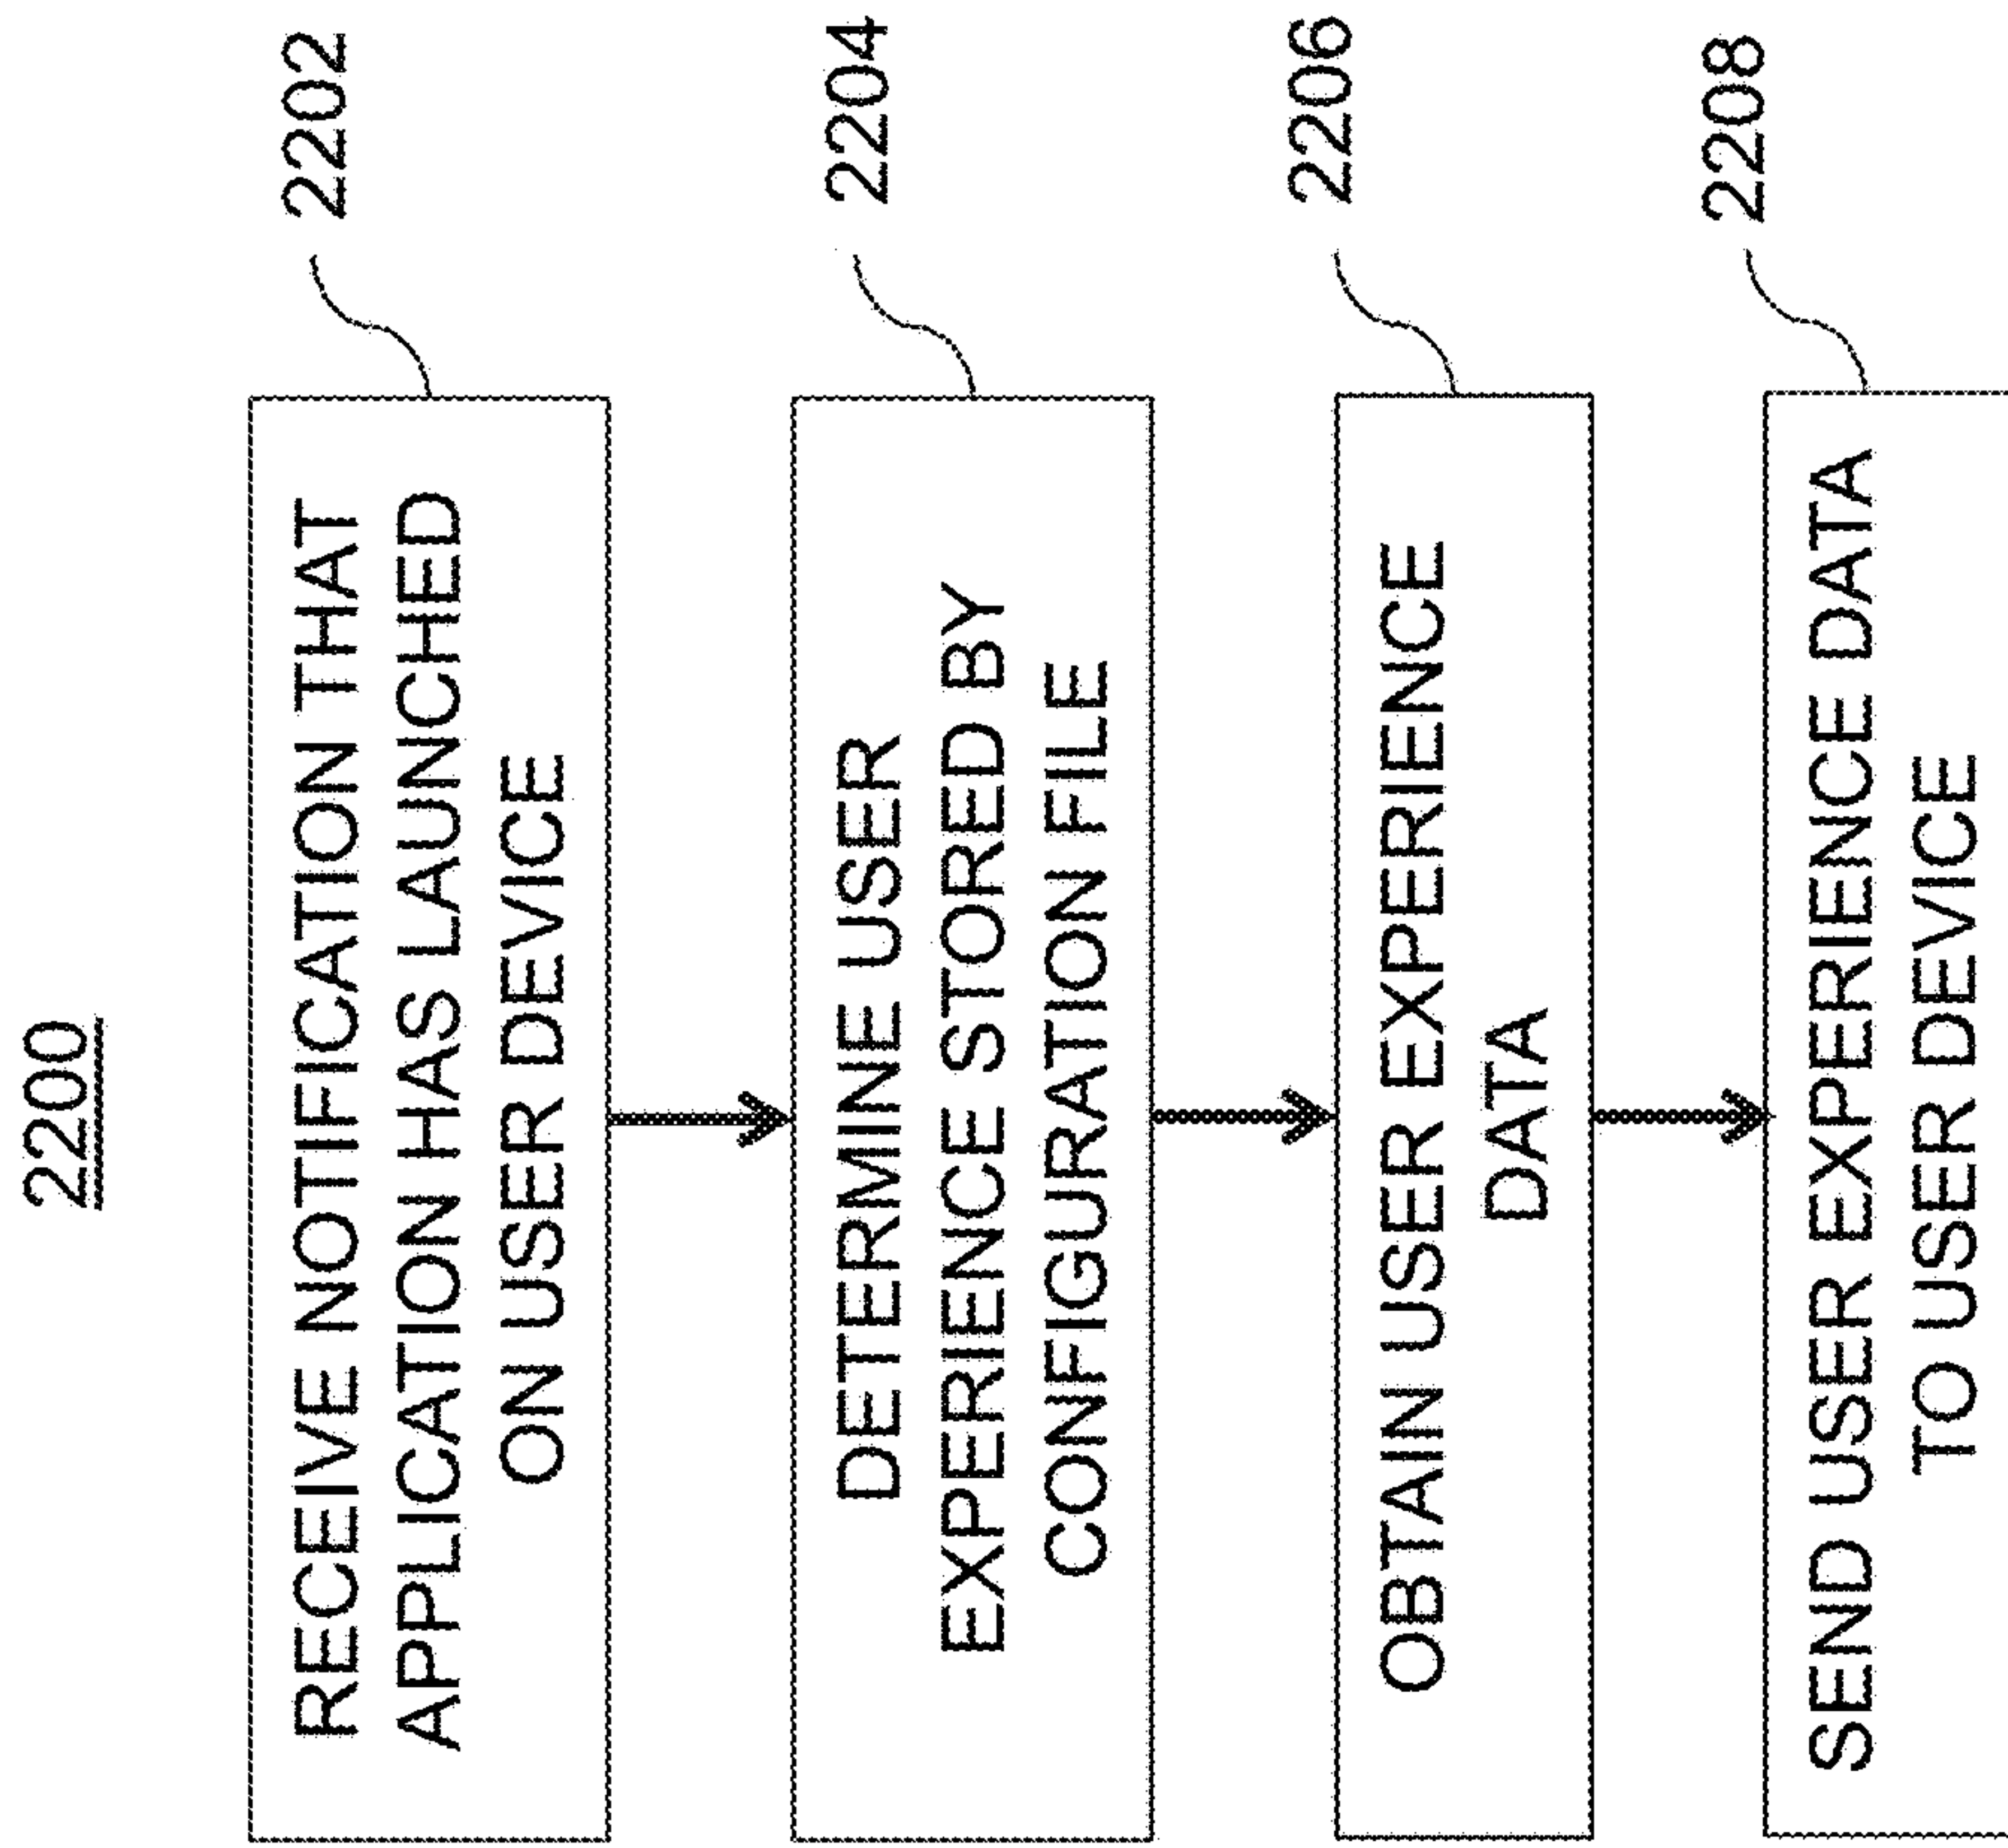 2200
RECEIVE NOTIFICATION THAT
APPLICATION HAS LAUNCHED
ON USER DEVICE
2202
DETERMINE USER
EXPERIENCE STORED BY
CONFIGURATION FILE
2204
OBTAIN USER EXPERIENCE
DATA
2206
SEND USER EXPERIENCE DATA
TO USER DEVICE
2208